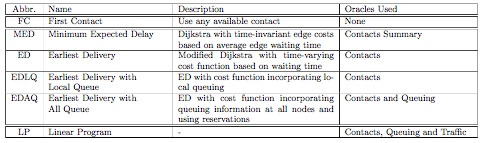 Abbr. Name Description Oracles Used
FC First Contact Use any available contact None
MED Minimum Expected Delay Dijkstra with time-invariant edge costs Contacts Summary
based on average edge waiting time
ED Earliest Delivery Modified Dijkstra with time-varying Contacts
cost function based on waiting time
EDLQ Earliest Delivery with ED with cost function incorporating lo- Contacts
Local Queue cal queuing
EDAQ Earliest Delivery with ED with cost function incorporating Contacts and Queuing
All Queue queuing information at all nodes and
using reservations
LP Linear Program - Contacts, Queuing and Traffic